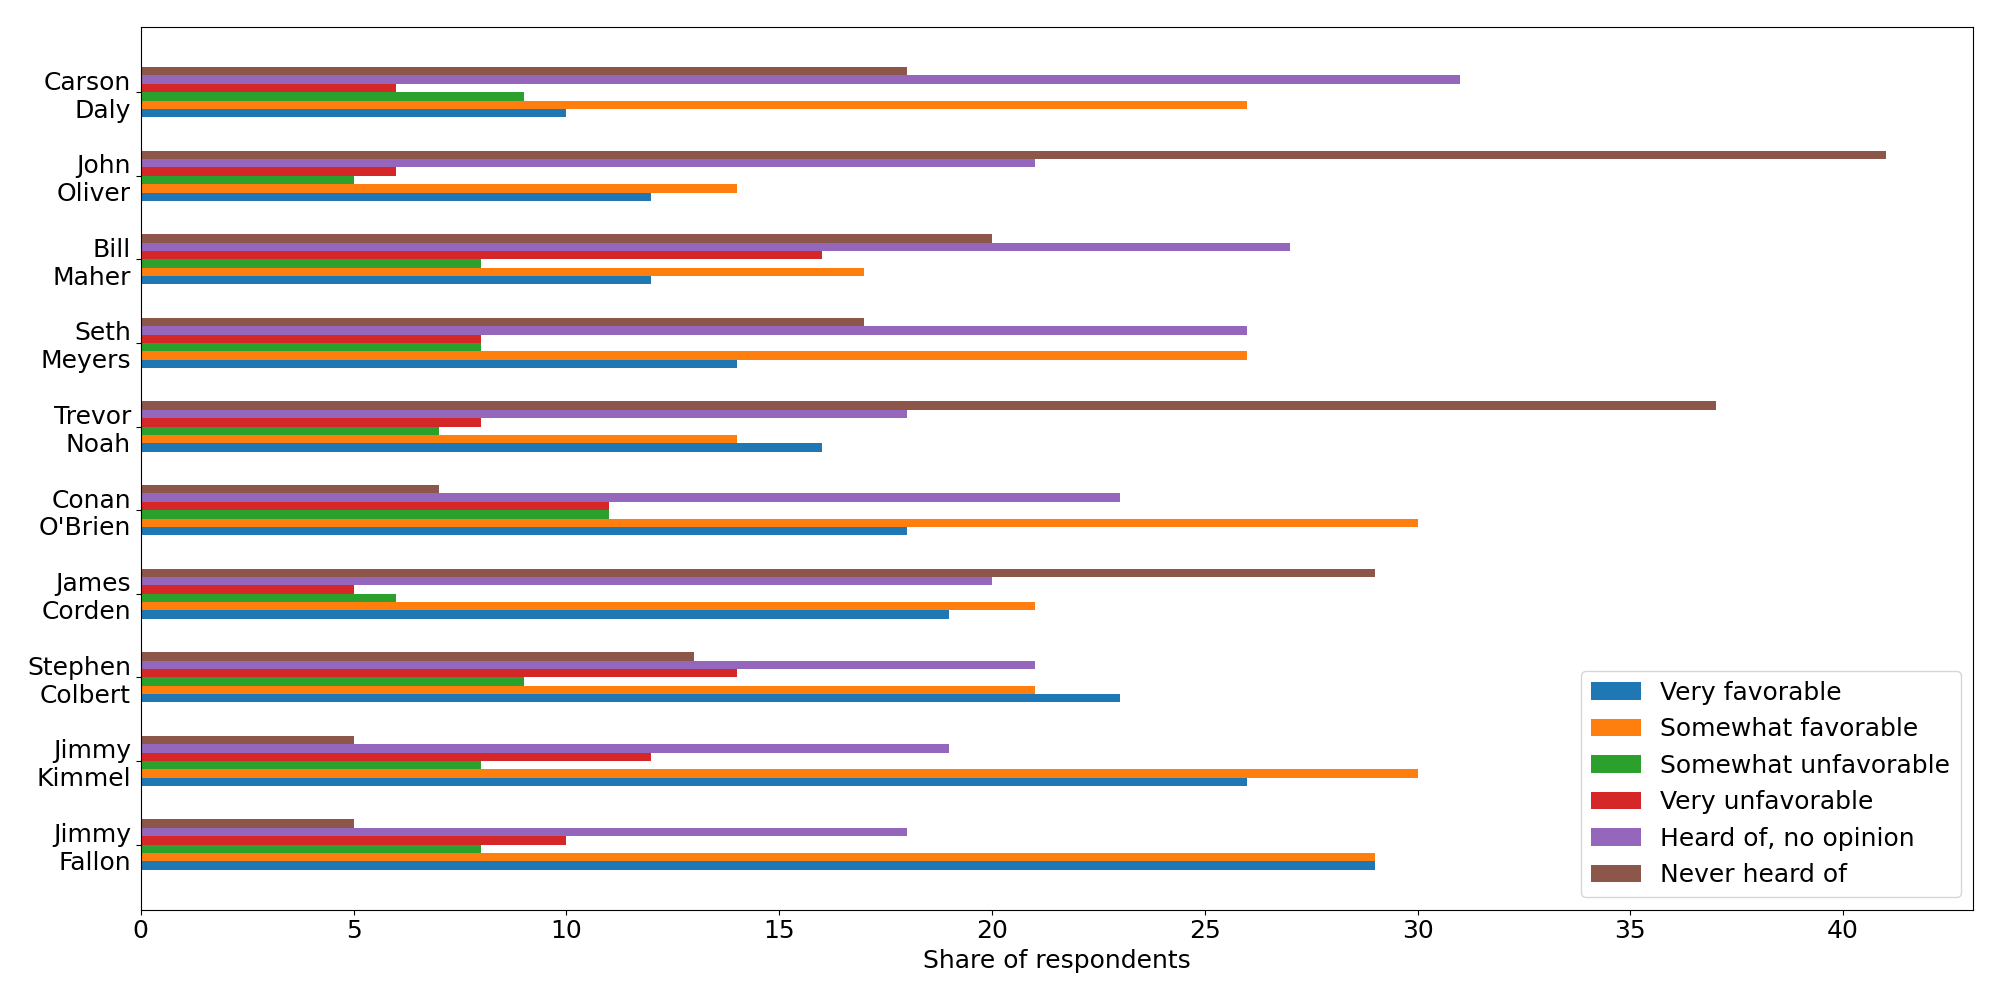 Carson
Daly
John
Oliver
Bill
Maher
Seth
Meyers
Trevor
Noah
Conan
O'Brien
James
Corden
Stephen
Colbert
Jimmy
Kimmel
Jimmy
Fallon
Very favorable
Somewhat favorable
Somewhat unfavorable
Very unfavorable
Heard of, no opinion
Never heard of
0 5 10 15 20 25 30 35 40
Share of respondents